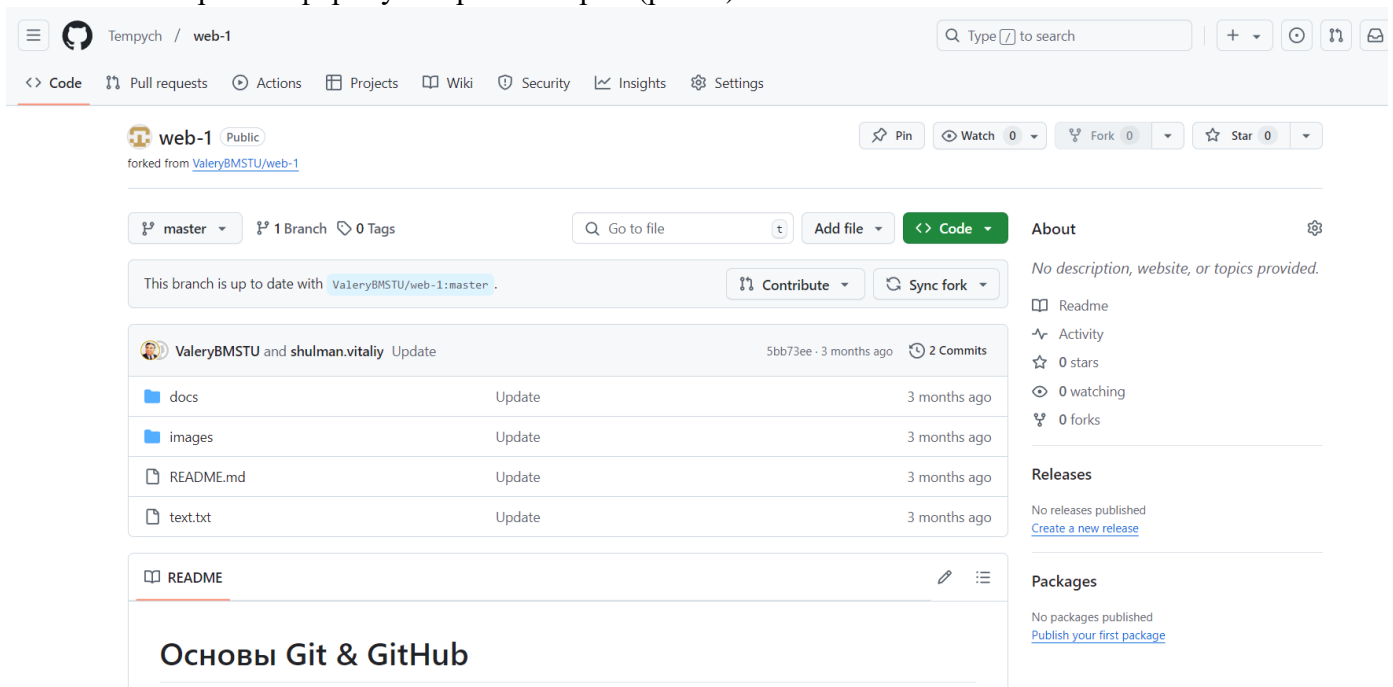 Tempych / web-1
Type / to search
Code Pull requests Actions Projects Wiki Security Insights Settings
web-1 Public
Pin Watch 0 Fork 0 Star 0
forked from ValeryBMSTU/web-1
master 1 Branch 0 Tags Go to file t Add file Code
About
No description, website, or topics provided.
This branch is up to date with ValeryBMSTU/web-1:master .
Contribute Sync fork
Readme
Activity
0 stars
0 watching
0 forks
ValeryBMSTU and shulman.vitaliy Update 5bb73ee · 3 months ago 2 Commits
docs Update 3 months ago
images Update 3 months ago
README.md Update 3 months ago
text.txt Update 3 months ago
Releases
No releases published
Create a new release
README
Packages
No packages published
Publish your first package
Основы Git & GitHub